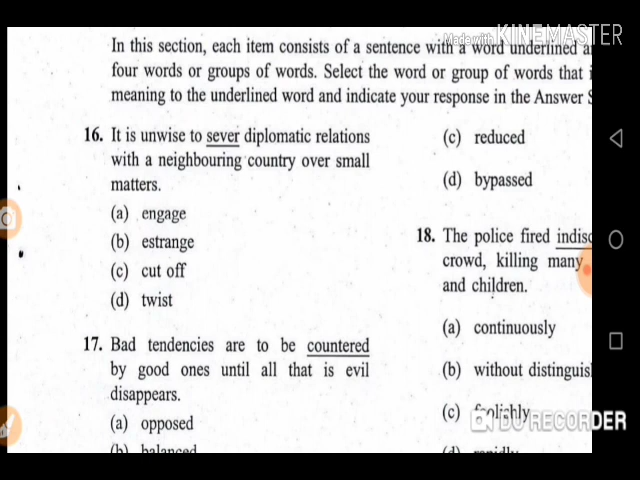 Made with KINEMASTER
In this section, each item consists of a sentence with a word underlined
four words or groups of words. Select the word or group of words that
meaning to the underlined word and indicate your response in the Answer
16. It is unwise to sever diplomatic relations
with a neighbouring country over small
matters.
(a) engage
(b) estrange
(c) cut off
(d) twist
17. Bad tendencies are to be countered
by good ones until all that is evil
disappears.
(a) opposed
(b) balanced
(c) reduced
(d) bypassed
18. The police fired
crowd, killing many
and children.
(a) continuously
(b) without
(c) foolishly
(d) rapidly
DU RECORDER